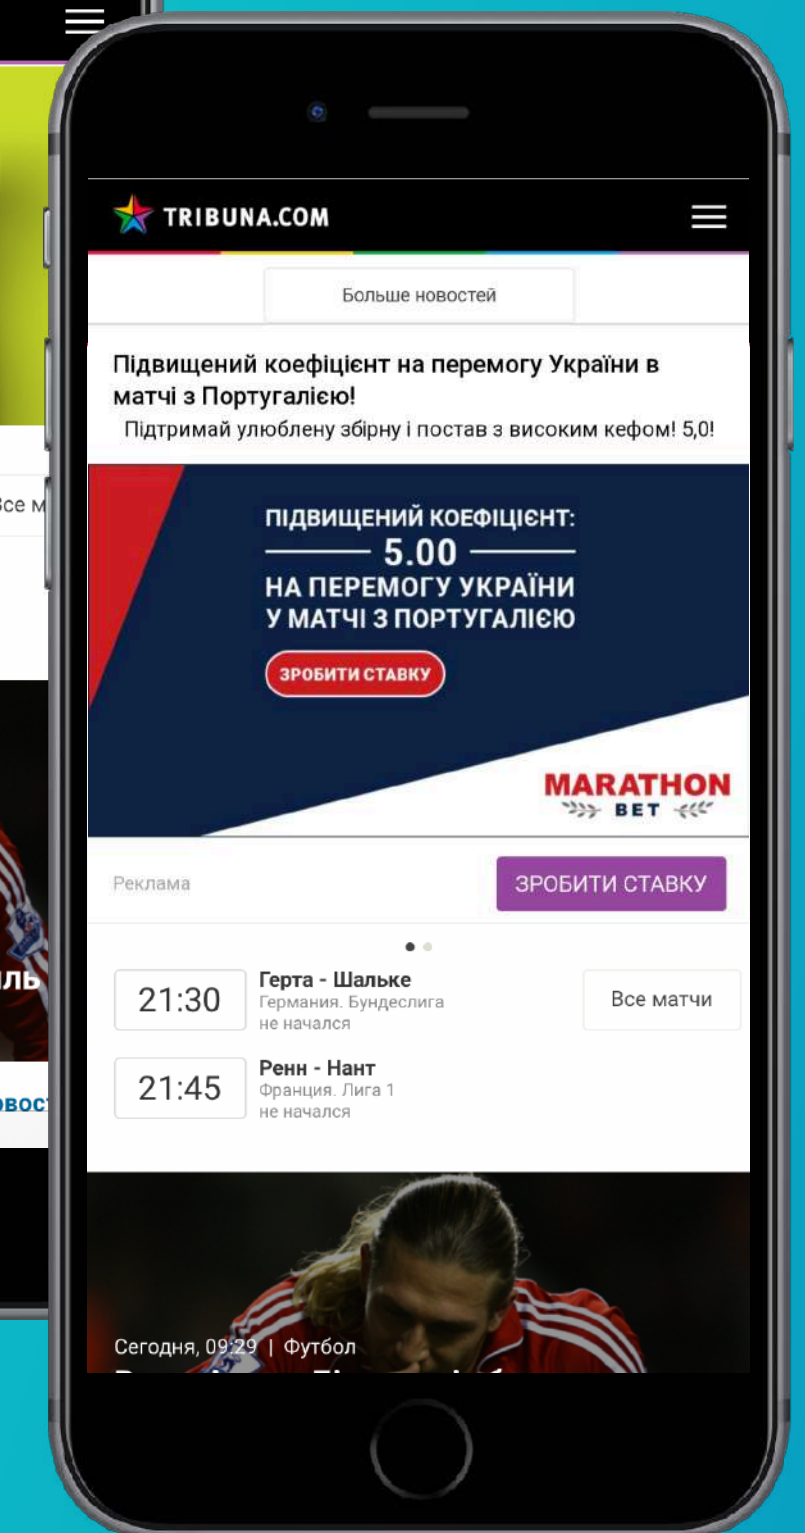 TRIBUNA.COM
Больше новостей
Підвищений коефіцієнт на перемогу України в
матчі з Португалією!
Підтримай улюблену збірну і постав з високим кефом! 5,0!
ПІДВИЩЕНИЙ КОЕФІЦІЄНТ:
5.00
НА ПЕРЕМОГУ УКРАЇНИ
У МАТЧІ З ПОРТУГАЛІЄЮ
ЗРОБИТИ СТАВКУ
MARATHON
BET
Реклама
ЗРОБИТИ СТАВКУ
21:30
Герта - Шальке
Германия. Бундеслига
не начался
Все матчи
21:45
Ренн - Нант
Франция. Лига 1
не начался
Сегодня, 09:29 | Футбол